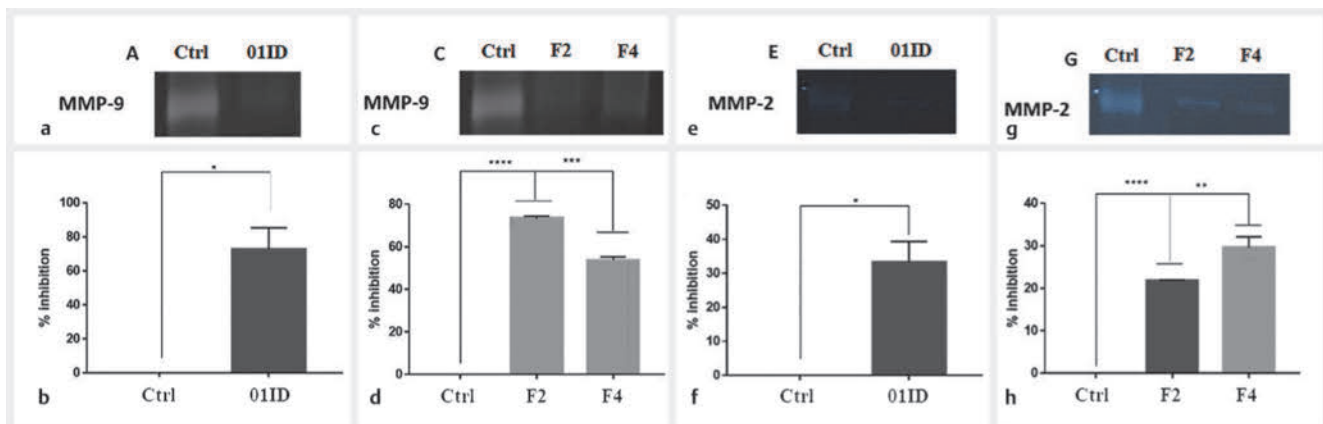 A Ctrl 01ID
MMP-9
a
C Ctrl F2 F4
MMP-9
c
E Ctrl 01ID
MMP-2
e
G Ctrl F2 F4
MMP-2
g
*
100
80
60
40
20
0
% inhibition
Ctrl 01ID
b
**** ***
80
60
40
20
0
% inhibition
Ctrl F2 F4
d
*
50
40
30
20
10
0
% inhibition
Ctrl 01ID
f
**** **
40
30
20
10
0
% inhibition
Ctrl F2 F4
h